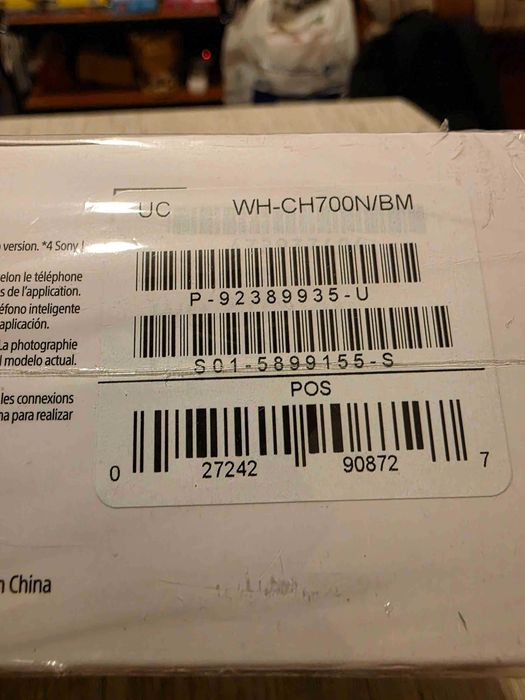 UC WH-CH700N/BM
P-92389935-U
S01-5899155-S
POS
0 27242 90872 7
version. *4 Sony
elon le téléphone
s de l'application.
éfono inteligente
aplicación.
La photographie
l modelo actual.
les connexions
na para realizar
n China